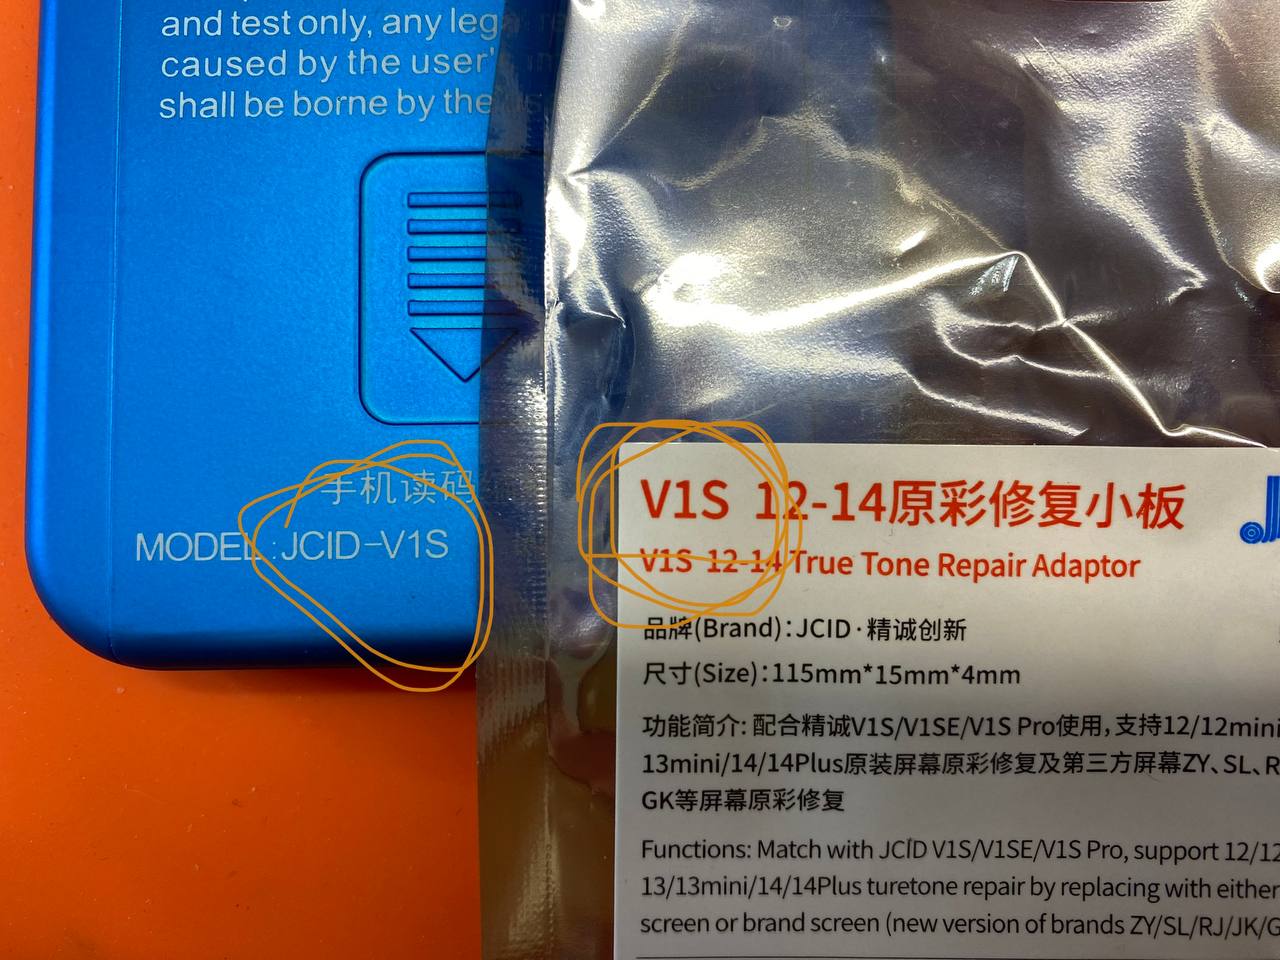 and test only, any leg
caused by the user'
shall be borne by the
手机读码
MODEL: JCID-V1S
V1S 12-14原彩修复小板
V1S 12-14 True Tone Repair Adaptor
品牌(Brand):JCID·精诚创新
尺寸(Size):115mm*15mm*4mm
功能简介:配合精诚V1S/V1SE/V1S Pro使用,支持12/12mini
13mini/14/14Plus原装屏幕原彩修复及第三方屏幕ZY、SL、R
GK等屏幕原彩修复
Functions: Match with JCID V1S/V1SE/V1S Pro, support 12/12
13/13mini/14/14Plus turetone repair by replacing with either
screen or brand screen (new version of brands ZY/SL/RJ/JK/G